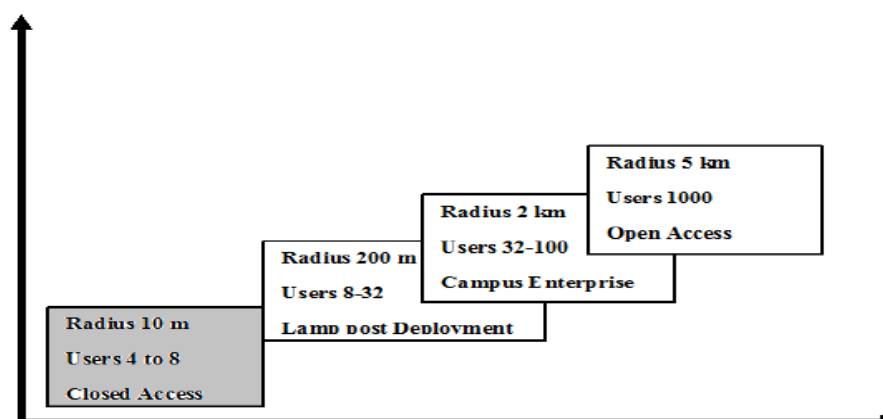 Radius 5 km
Users 1000
Open Access
Radius 2 km
Users 32-100
Campus Enterprise
Radius 200 m
Users 8-32
Lamp post Deployment
Radius 10 m
Users 4 to 8
Closed Access